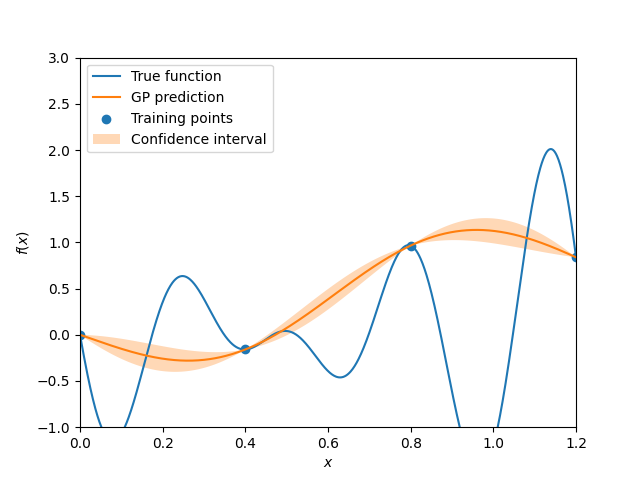 True function
GP prediction
Training points
Confidence interval
3.0
2.5
2.0
1.5
1.0
0.5
0.0
−0.5
−1.0
f(x)
0.0 0.2 0.4 0.6 0.8 1.0 1.2
x